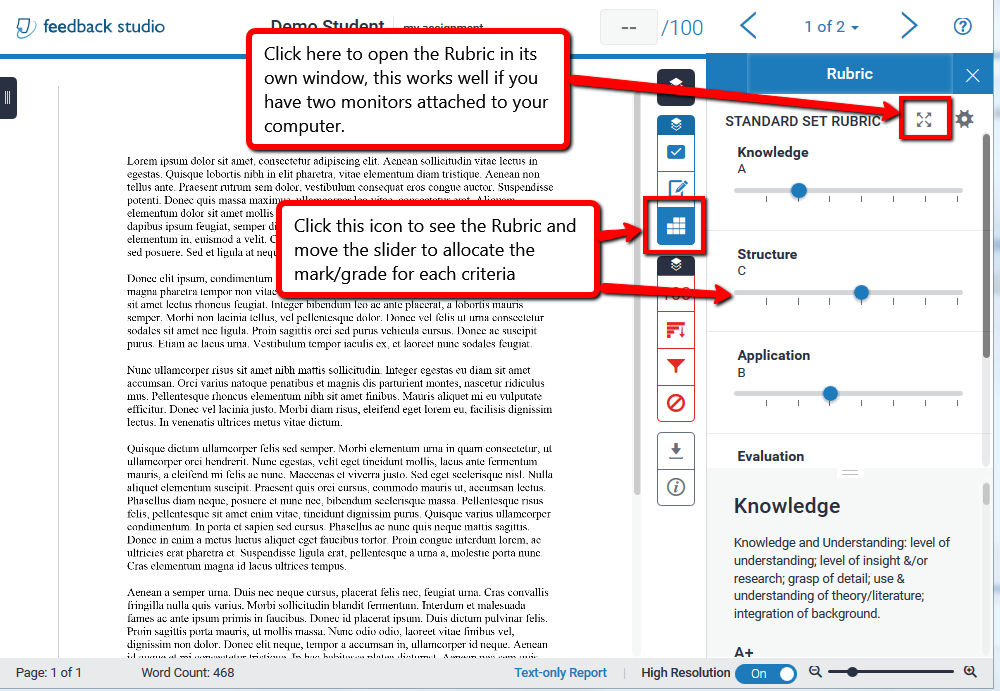 feedback studio
Demo Student
my assignment
-- /100
1 of 2
Click here to open the Rubric in its
own window, this works well if you
have two monitors attached to your
computer.
Rubric
STANDARD SET RUBRIC
Knowledge
A
Structure
C
Application
B
Evaluation
Click this icon to see the Rubric and
move the slider to allocate the
mark/grade for each criteria
Lorem ipsum dolor sit amet, consectetur adipiscing elit. Aenean sollicitudin vitae lectus in
egestas. Quisque lobortis nibh in elit pharetra, vitae elementum diam tristique. Aenean non
tellus ante. Praesent rutrum sem dolor, vestibulum consequat eros congue auctor. Suspendisse
potenti. Donec quis massa maximus, ullamcorper leo vitae, consectetur erat. Aliquam
elementum dolor sit amet mollis
dapibus ipsum feugiat, semper
elementum in, euismod a velit. C
sed posuere. Sed et ligula at
Donec elit ipsum, condimentum
magna pharetra tempor non
sit amet lectus rhoncus feugiat. Integer bibendum leo ac ante placerat, a lobortis mauris
semper. Morbi non lacinia tellus, vel pellentesque dolor. Donec vel felis ut urna consectetur
sodales sit amet nec ligula. Proin sagittis orci sed purus vehicula cursus. Donec ac suscipit
purus. Etiam ac lacus urna. Vestibulum tempor iaculis ex, et laoreet nunc sodales feugiat.
Nunc ullamcorper risus sit amet nibh mattis sollicitudin. Integer egestas eu diam sit amet
accumsan. Orci varius natoque penatibus et magnis dis parturient montes, nascetur ridiculus
mus. Pellentesque rhoncus elementum nibh sit amet finibus. Mauris aliquet mi eu vulputate
efficitur. Donec vel lacinia justo. Morbi diam risus, eleifend eget lorem eu, facilisis dignissim
lectus. In venenatis ultrices metus vitae dictum.
Quisque dictum ullamcorper felis sed semper. Morbi elementum urna in quam consectetur, ut
ullamcorper orci hendrerit. Nunc egestas, velit eget tincidunt mollis, lacus ante fermentum
mauris, a eleifend mi felis ac nunc. Maecenas et viverra justo. Sed eget scelerisque nisl. Nulla
aliquet elementum suscipit. Praesent quis orci cursus, commodo mauris ut, accumsan lectus.
Phasellus diam neque, posuere et nunc nec, bibendum scelerisque massa. Pellentesque risus
felis, pellentesque sit amet enim vitae, tincidunt dignissim purus. Quisque varius ullamcorper
condimentum. In porta et sapien sed cursus. Phasellus ac nunc quis neque mattis sagittis.
Donec in enim a metus luctus aliquet eget faucibus tortor. Proin congue interdum lorem, ac
ultricies erat pharetra et. Suspendisse ligula erat, pellentesque a urna a, molestie porta nunc.
Cras elementum magna id lacus ultrices tempus.
Aenean a semper urna. Duis nec neque cursus, placerat felis nec, feugiat urna. Cras convallis
fringilla nulla quis varius. Morbi sollicitudin blandit fermentum. Interdum et malesuada
fames ac ante ipsum primis in faucibus. Donec id placerat ipsum. Duis dictum pulvinar felis.
Proin sagittis porta mauris, ut mollis massa. Nunc odio odio, laoreet vitae finibus vel,
dignissim non dolor. Donec elit neque, tempor a accumsan in, ullamcorper id neque. Aenean
Knowledge
Knowledge and Understanding: level of
understanding; level of insight &/or
research; grasp of detail; use &
understanding of theory/literature;
integration of background.
A+
Page: 1 of 1
Word Count: 468
Text-only Report
High Resolution
On